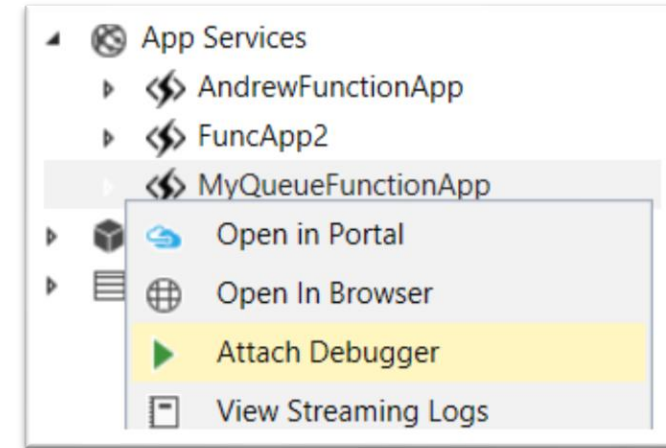 App Services
AndrewFunctionApp
FuncApp2
MyQueueFunctionApp
Open in Portal
Open In Browser
Attach Debugger
View Streaming Logs